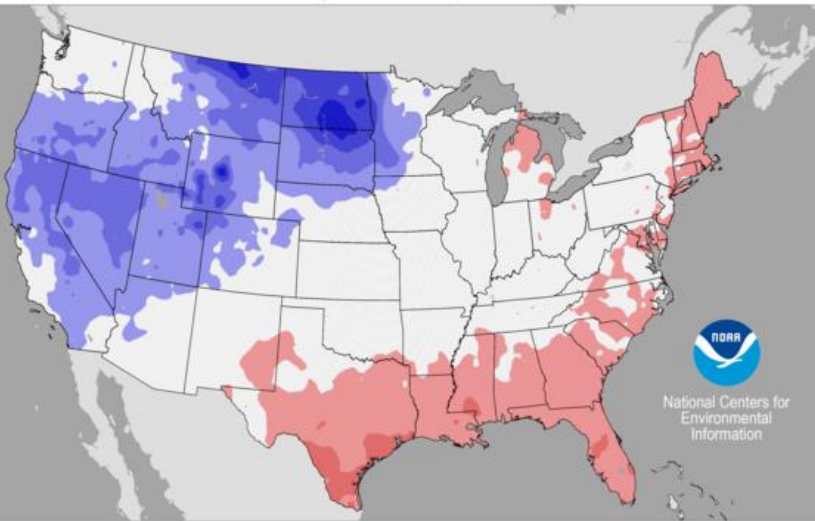 NOAA
National Centers for
Environmental
Information